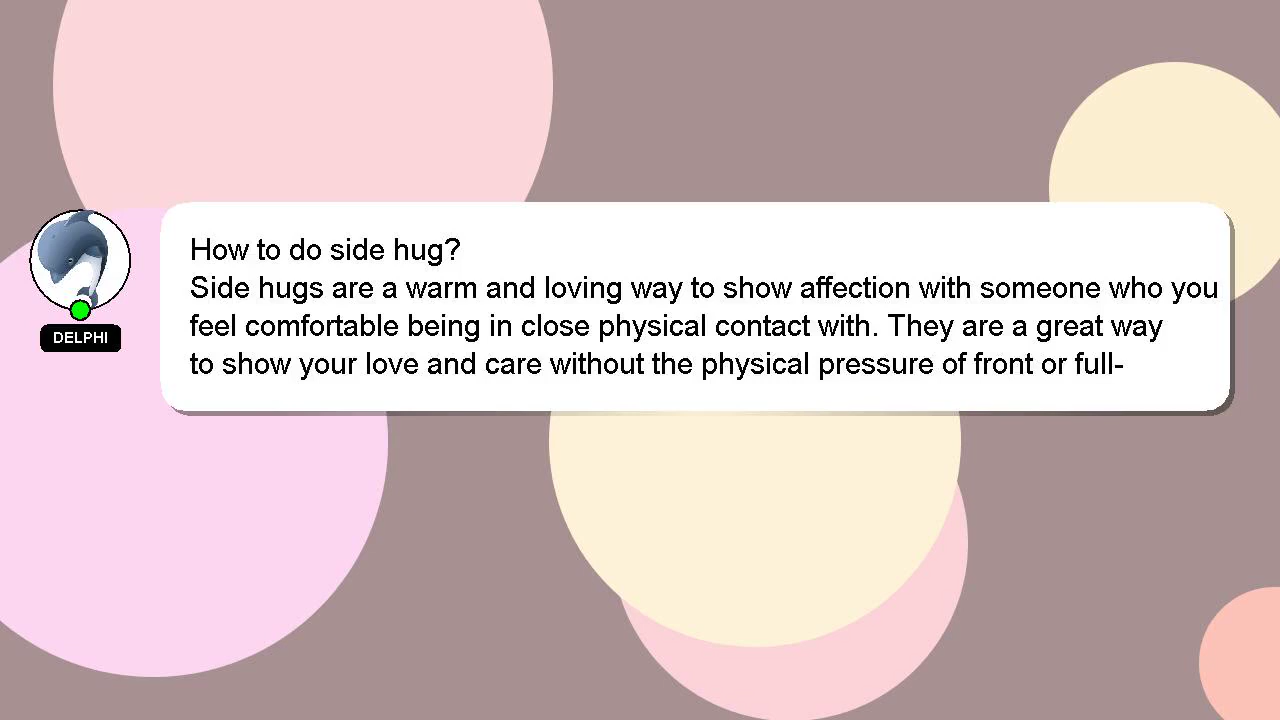 How to do side hug?
Side hugs are a warm and loving way to show affection with someone who you
feel comfortable being in close physical contact with. They are a great way
to show your love and care without the physical pressure of front or full-
DELPHI